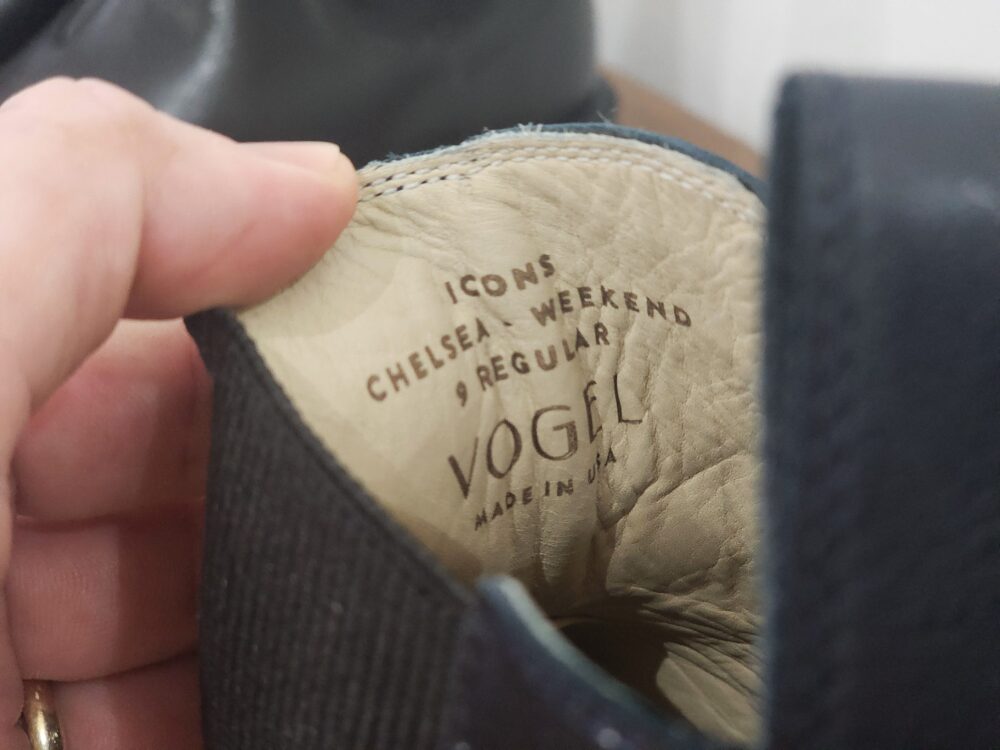 ICONS
CHELSEA - WEEKEND
9 REGULAR
VOGEL
MADE IN USA